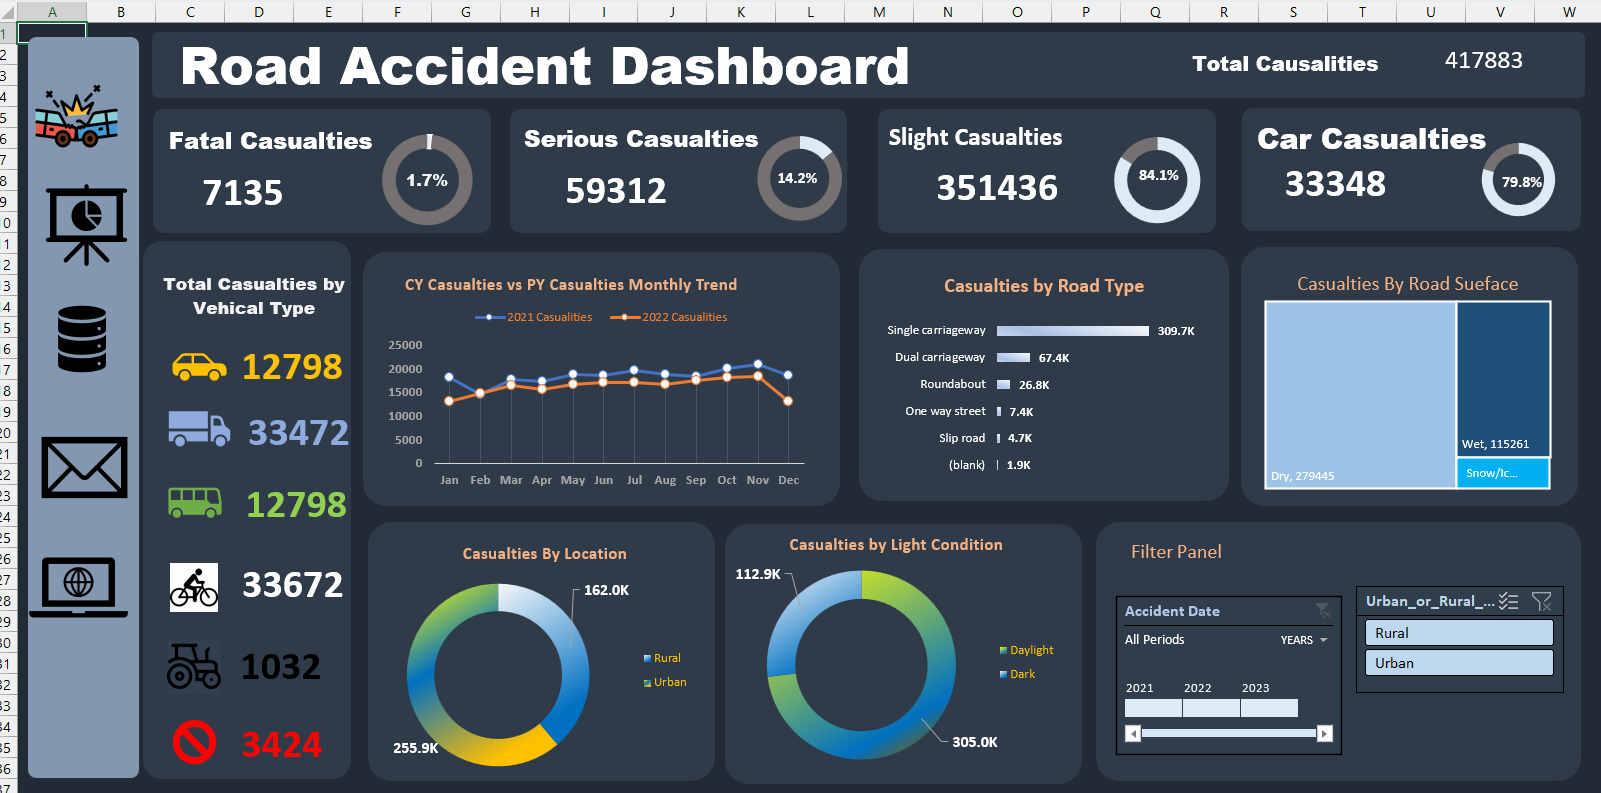 A B C D E F G H I J K L M N O P Q R S T U V W
Road Accident Dashboard
Total Causalities 417883
Fatal Casualties
7135
1.7%
Serious Casualties
59312
14.2%
Slight Casualties
351436
84.1%
Car Casualties
33348
79.8%
Total Casualties by
Vehical Type
12798
33472
12798
33672
1032
3424
CY Casualties vs PY Casualties Monthly Trend
2021 Casualities 2022 Casualities
25000
20000
15000
10000
5000
0
Jan Feb Mar Apr May Jun Jul Aug Sep Oct Nov Dec
Casualties by Road Type
Single carriageway 309.7K
Dual carriageway 67.4K
Roundabout 26.8K
One way street 7.4K
Slip road 4.7K
(blank) 1.9K
Casualties By Road Sueface
Dry, 279445
Wet, 115261
Snow/Ic...
Casualties By Location
162.0K
255.9K
Rural
Urban
Casualties by Light Condition
112.9K
305.0K
Daylight
Dark
Filter Panel
Accident Date
All Periods YEARS
2021 2022 2023
Urban_or_Rural_...
Rural
Urban